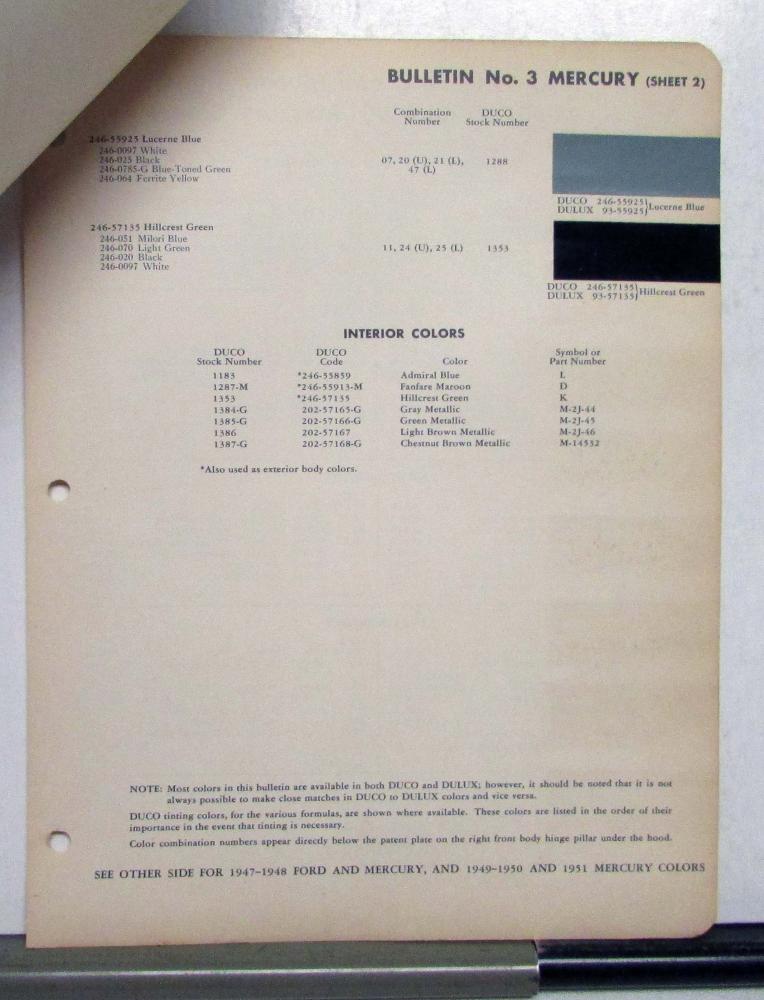 BULLETIN No. 3 MERCURY (SHEET 2)
Combination Number DUCO Stock Number
246-55925 Lucerne Blue
246-0097 White
246-025 Black
246-0785-G Blue-Toned Green
246-064 Ferrite Yellow
07, 20 (U), 21 (L), 47 (L) 1288
DUCO 246-55925
DULUX 93-55925 } Lucerne Blue
246-57135 Hillcrest Green
246-051 Milori Blue
246-070 Light Green
246-020 Black
246-0097 White
11, 24 (U), 25 (L) 1353
DUCO 246-57135
DULUX 93-57135 } Hillcrest Green
INTERIOR COLORS
DUCO Stock Number DUCO Code Color Symbol or Part Number
1183 *246-55859 Admiral Blue L
1287-M *246-55913-M Fanfare Maroon D
1353 *246-57135 Hillcrest Green K
1384-G 202-57165-G Gray Metallic M-2J-44
1385-G 202-57166-G Green Metallic M-2J-45
1386 202-57167 Light Brown Metallic M-2J-46
1387-G 202-57168-G Chestnut Brown Metallic M-14532
*Also used as exterior body colors.
NOTE: Most colors in this bulletin are available in both DUCO and DULUX; however, it should be noted that it is not
always possible to make close matches in DUCO to DULUX colors and vice versa.
DUCO tinting colors, for the various formulas, are shown where available. These colors are listed in the order of their
importance in the event that tinting is necessary.
Color combination numbers appear directly below the patent plate on the right front body hinge pillar under the hood.
SEE OTHER SIDE FOR 1947-1948 FORD AND MERCURY, AND 1949-1950 AND 1951 MERCURY COLORS